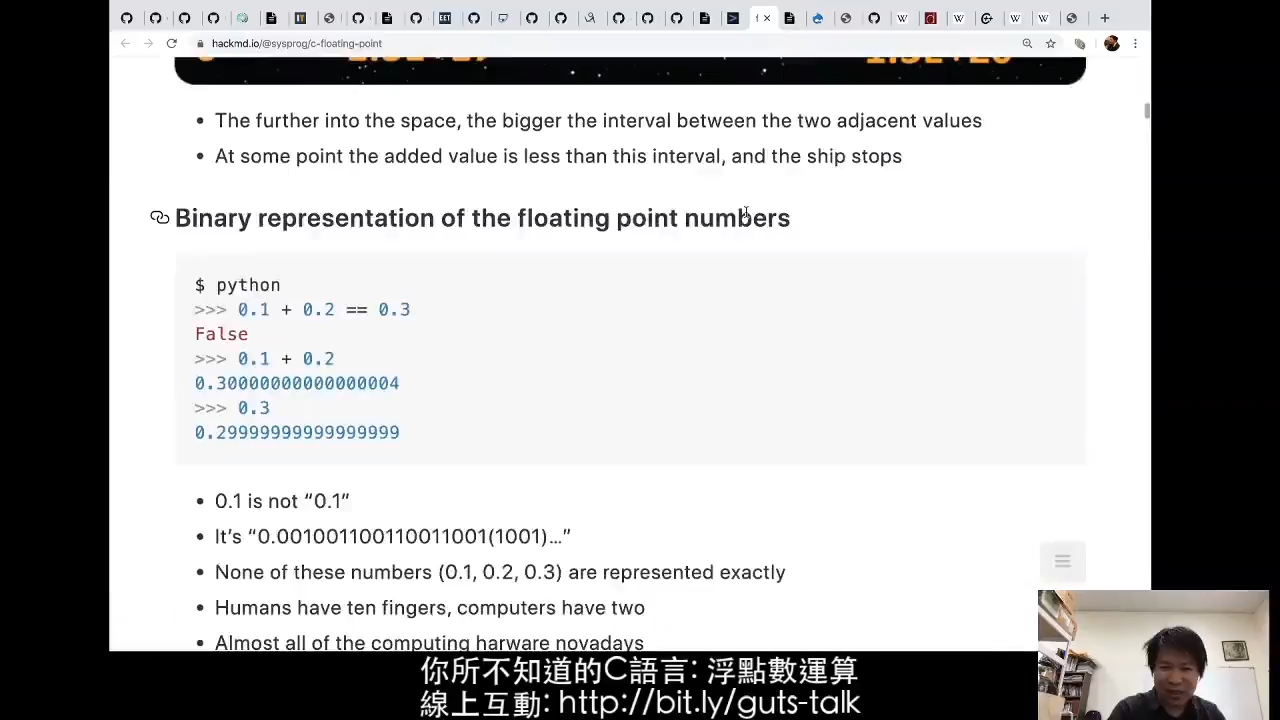 hackmd.io/@sysprog/c-floating-point
The further into the space, the bigger the interval between the two adjacent values
At some point the added value is less than this interval, and the ship stops
Binary representation of the floating point numbers
$ python
>>> 0.1 + 0.2 == 0.3
False
>>> 0.1 + 0.2
0.30000000000000004
>>> 0.3
0.29999999999999999
0.1 is not “0.1”
It’s “0.001001100110011001(1001)…”
None of these numbers (0.1, 0.2, 0.3) are represented exactly
Humans have ten fingers, computers have two
Almost all of the computing harware novadays
你所不知道的C語言: 浮點數運算
線上互動: http://bit.ly/guts-talk